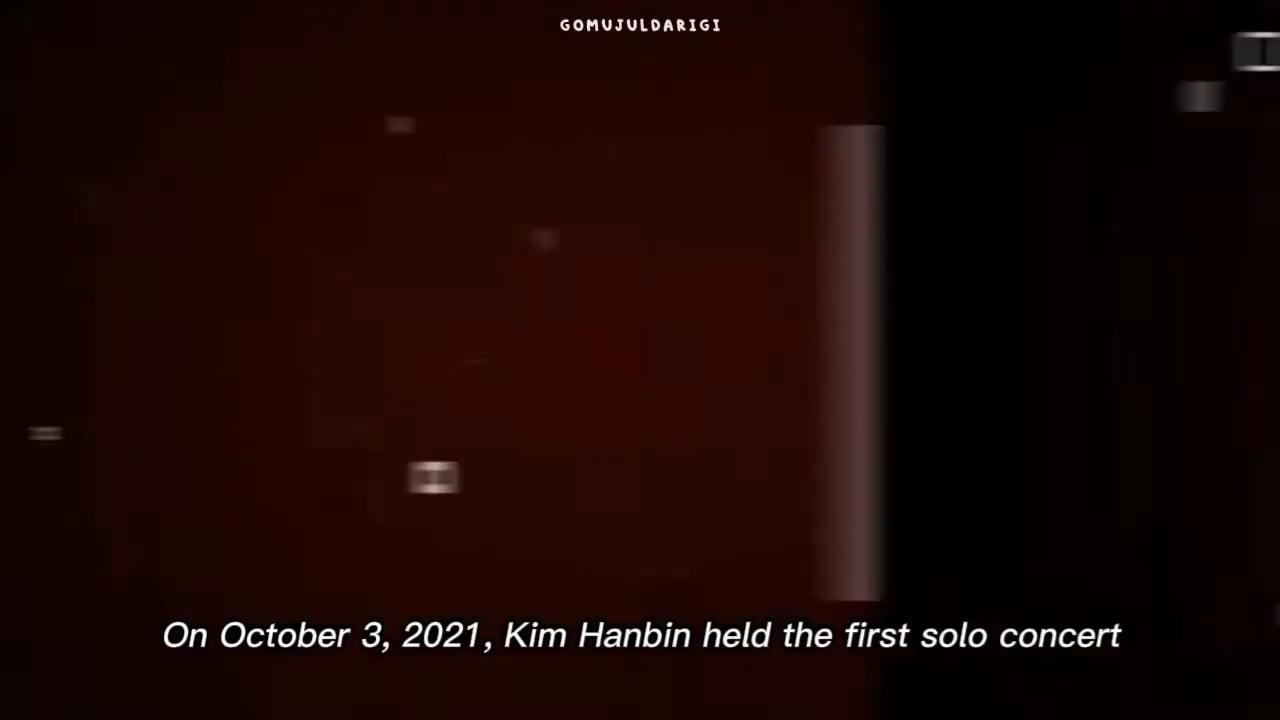 GOMUJULDARIGI
On October 3, 2021, Kim Hanbin held the first solo concert